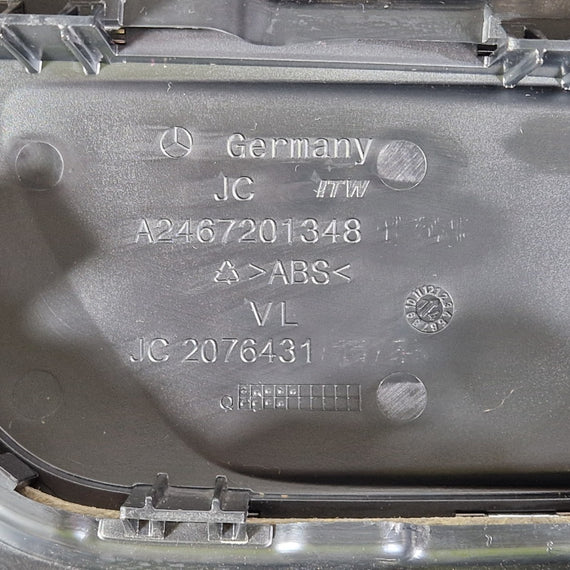 Germany
JC ITW
A2467201348
>ABS<
VL
JC 2076431
Q